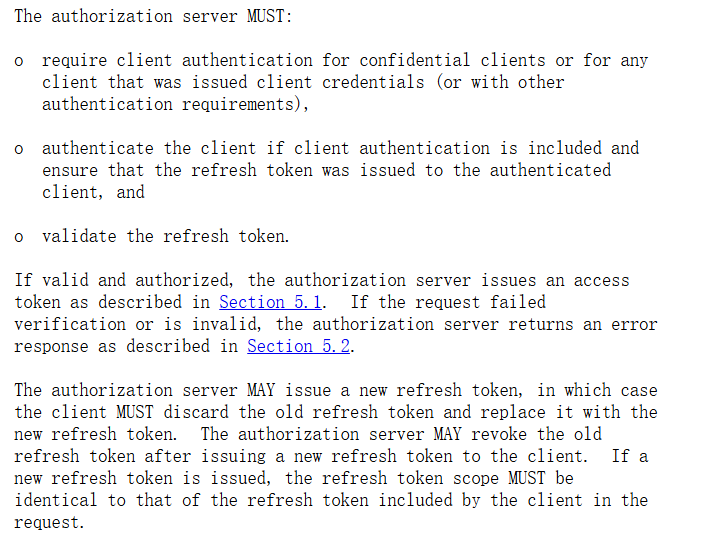 The authorization server MUST:
o require client authentication for confidential clients or for any
client that was issued client credentials (or with other
authentication requirements),
o authenticate the client if client authentication is included and
ensure that the refresh token was issued to the authenticated
client, and
o validate the refresh token.
If valid and authorized, the authorization server issues an access
token as described in Section 5.1. If the request failed
verification or is invalid, the authorization server returns an error
response as described in Section 5.2.
The authorization server MAY issue a new refresh token, in which case
the client MUST discard the old refresh token and replace it with the
new refresh token. The authorization server MAY revoke the old
refresh token after issuing a new refresh token to the client. If a
new refresh token is issued, the refresh token scope MUST be
identical to that of the refresh token included by the client in the
request.